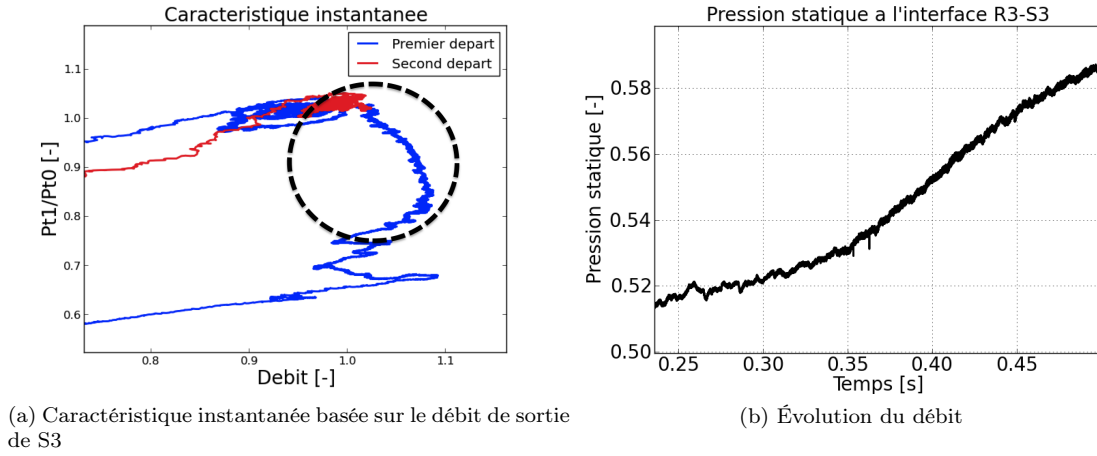 Caracteristique instantanee
Premier depart
Second depart
Pt1/Pt0 [-]
1.1
1.0
0.9
0.8
0.7
0.6
0.8 0.9 1.0 1.1
Debit [-]
(a) Caractéristique instantanée basée sur le débit de sortie
de S3
Pression statique a l'interface R3-S3
Pression statique [-]
0.58
0.56
0.54
0.52
0.50
0.25 0.30 0.35 0.40 0.45
Temps [s]
(b) Évolution du débit